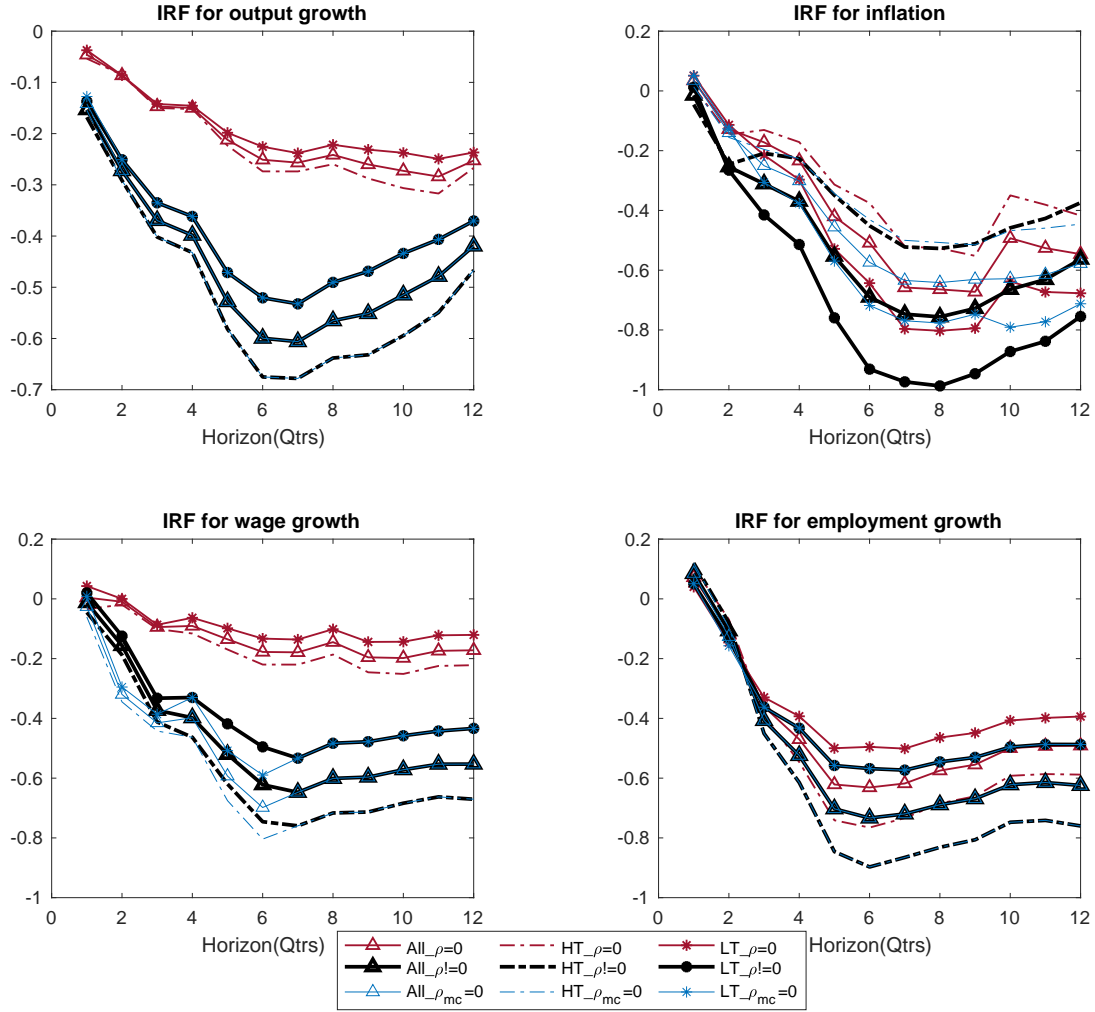 IRF for output growth
0
-0.1
-0.2
-0.3
-0.4
-0.5
-0.6
-0.7
0 2 4 6 8 10 12
Horizon(Qtrs)
IRF for inflation
0.2
0
-0.2
-0.4
-0.6
-0.8
-1
0 2 4 6 8 10 12
Horizon(Qtrs)
IRF for wage growth
0.2
0
-0.2
-0.4
-0.6
-0.8
-1
0 2 4 6 8 10 12
Horizon(Qtrs)
IRF for employment growth
0.2
0
-0.2
-0.4
-0.6
-0.8
-1
0 2 4 6 8 10 12
Horizon(Qtrs)
All_ρ=0 HT_ρ=0 LT_ρ=0
All_ρ!=0 HT_ρ!=0 LT_ρ!=0
All_ρmc=0 HT_ρmc=0 LT_ρmc=0